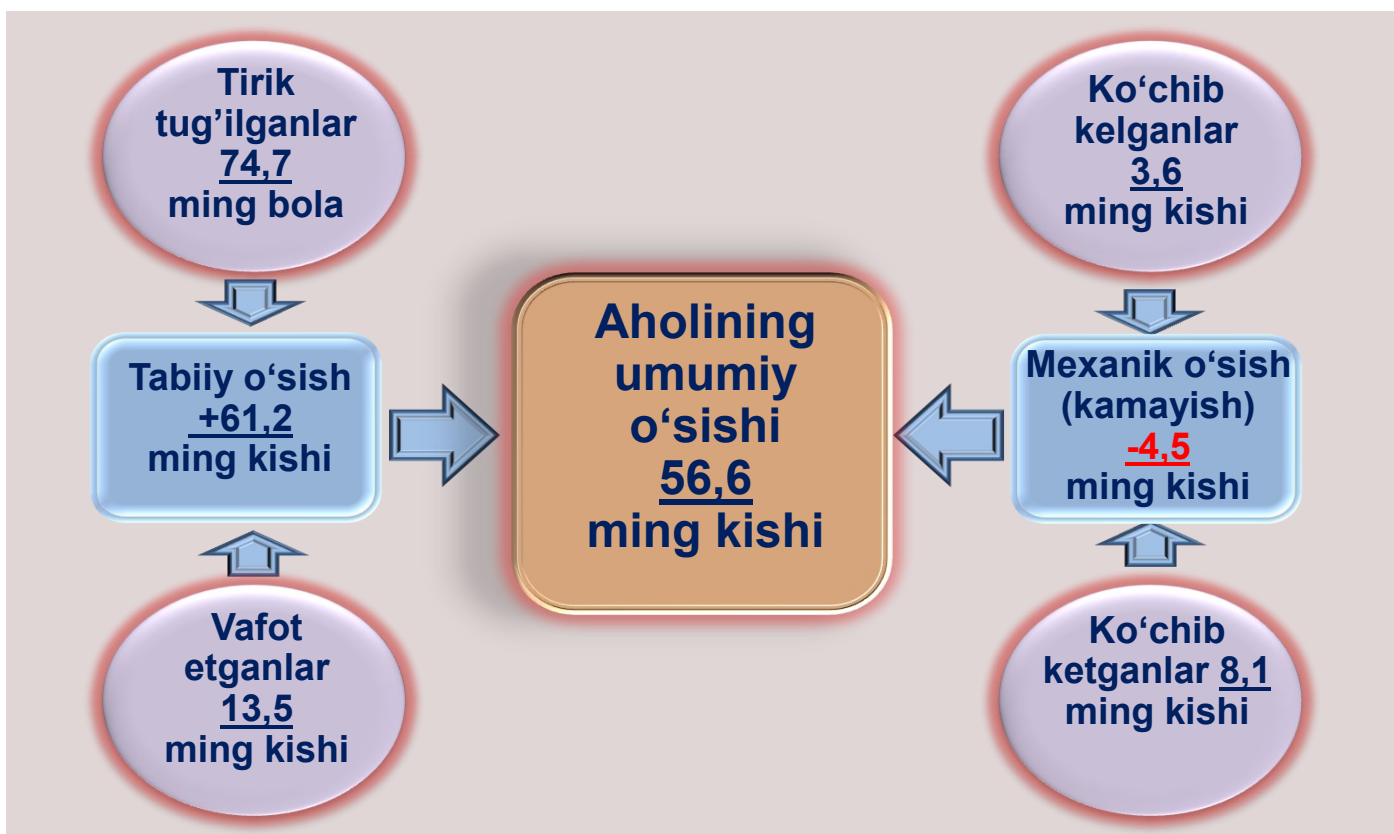 Tirik
tug’ilganlar
74,7
ming bola
Tabiiy o‘sish
+61,2
ming kishi
Vafot
etganlar
13,5
ming kishi
Aholining
umumiy
o‘sishi
56,6
ming kishi
Ko‘chib
kelganlar
3,6
ming kishi
Mexanik o‘sish
(kamayish)
-4,5
ming kishi
Ko‘chib
ketganlar 8,1
ming kishi